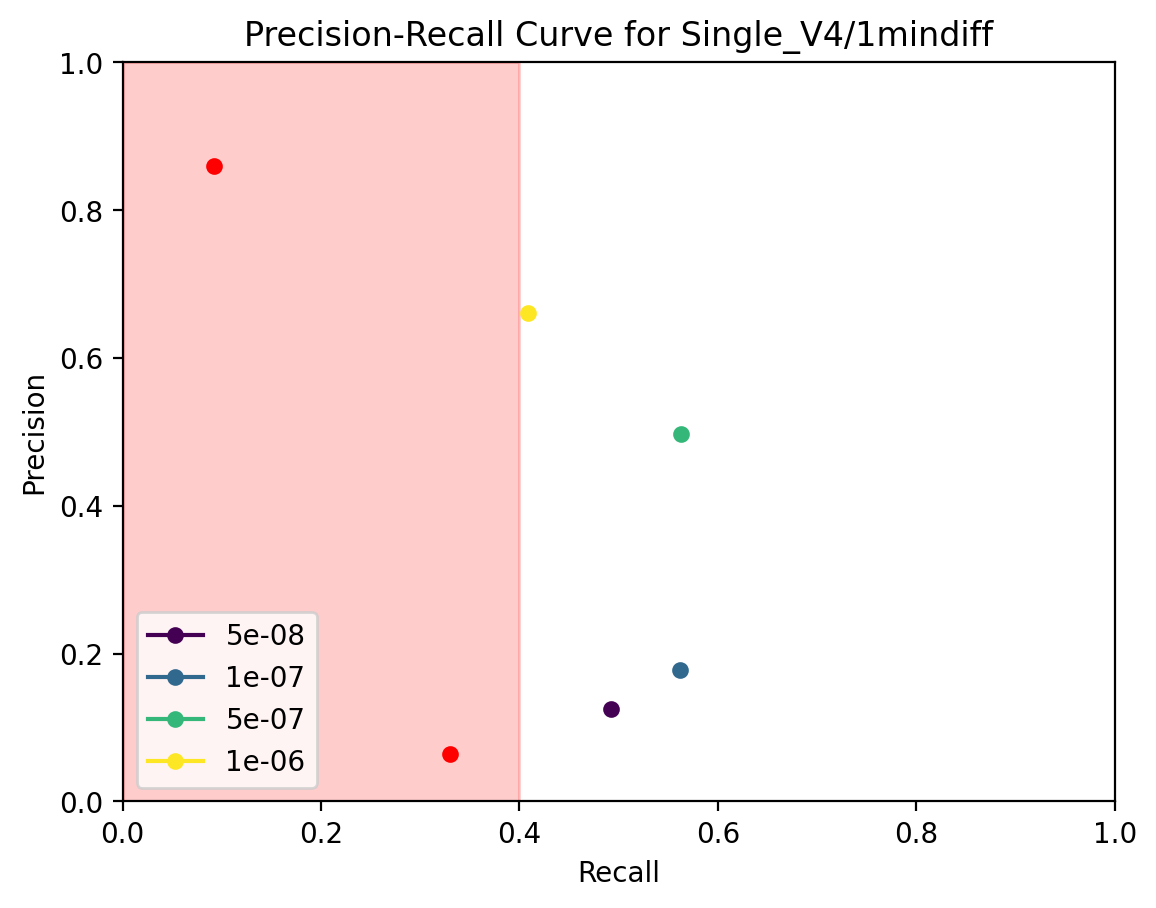 Precision-Recall Curve for Single_V4/1mindiff
1.0
0.8
0.6
0.4
0.2
0.0
Precision
5e-08
1e-07
5e-07
1e-06
0.0 0.2 0.4 0.6 0.8 1.0
Recall